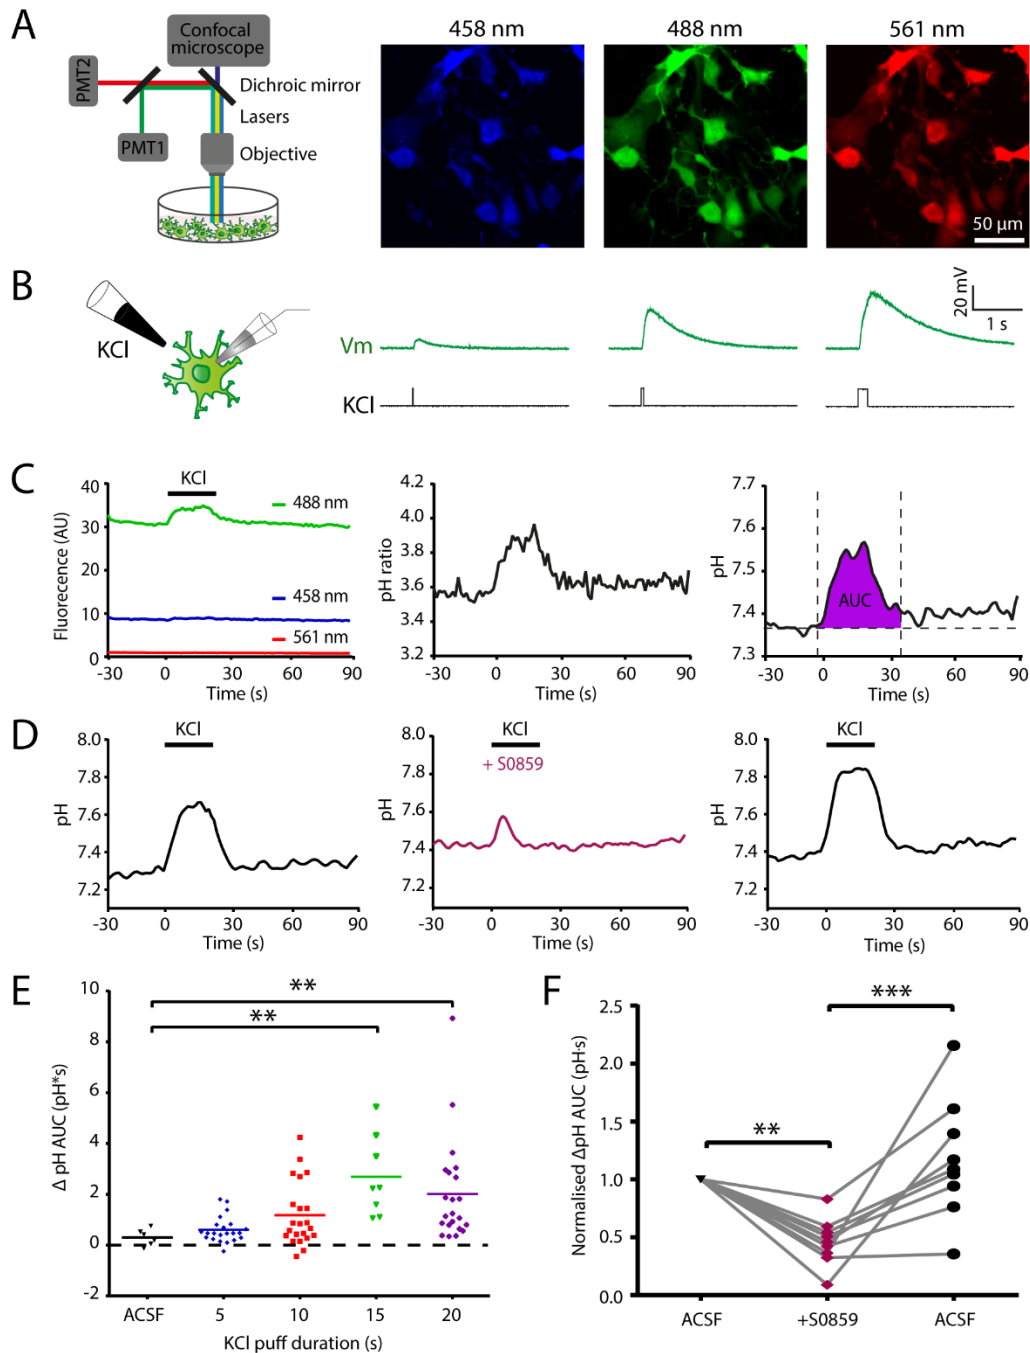 A
Confocal
microscope
PMT2
Dichroic mirror
Lasers
PMT1
Objective
458 nm
488 nm
561 nm
50 µm
B
KCl
Vm
KCl
20 mV
1 s
C
KCl
Fluorecence (AU)
40
30
20
10
0
488 nm
458 nm
561 nm
-30 0 30 60 90
Time (s)
pH ratio
4.2
4.0
3.8
3.6
3.4
3.2
-30 0 30 60 90
Time (s)
pH
7.7
7.6
7.5
7.4
7.3
AUC
-30 0 30 60 90
Time (s)
D
KCl
pH
8.0
7.8
7.6
7.4
7.2
-30 0 30 60 90
Time (s)
KCl
+ S0859
pH
8.0
7.8
7.6
7.4
7.2
-30 0 30 60 90
Time (s)
KCl
pH
8.0
7.8
7.6
7.4
7.2
-30 0 30 60 90
Time (s)
E
Δ pH AUC (pH*s)
10
8
6
4
2
0
-2
**
**
ACSF 5 10 15 20
KCl puff duration (s)
F
Normalised ΔpH AUC (pH·s)
2.5
2.0
1.5
1.0
0.5
0.0
***
**
ACSF +S0859 ACSF